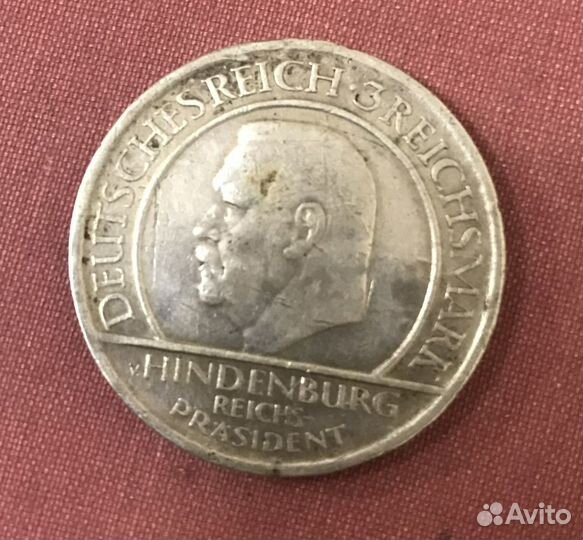 DEUTSCHES REICH · 3 REICHSMARK
v. HINDENBURG
REICHS-
PRÄSIDENT
Avito